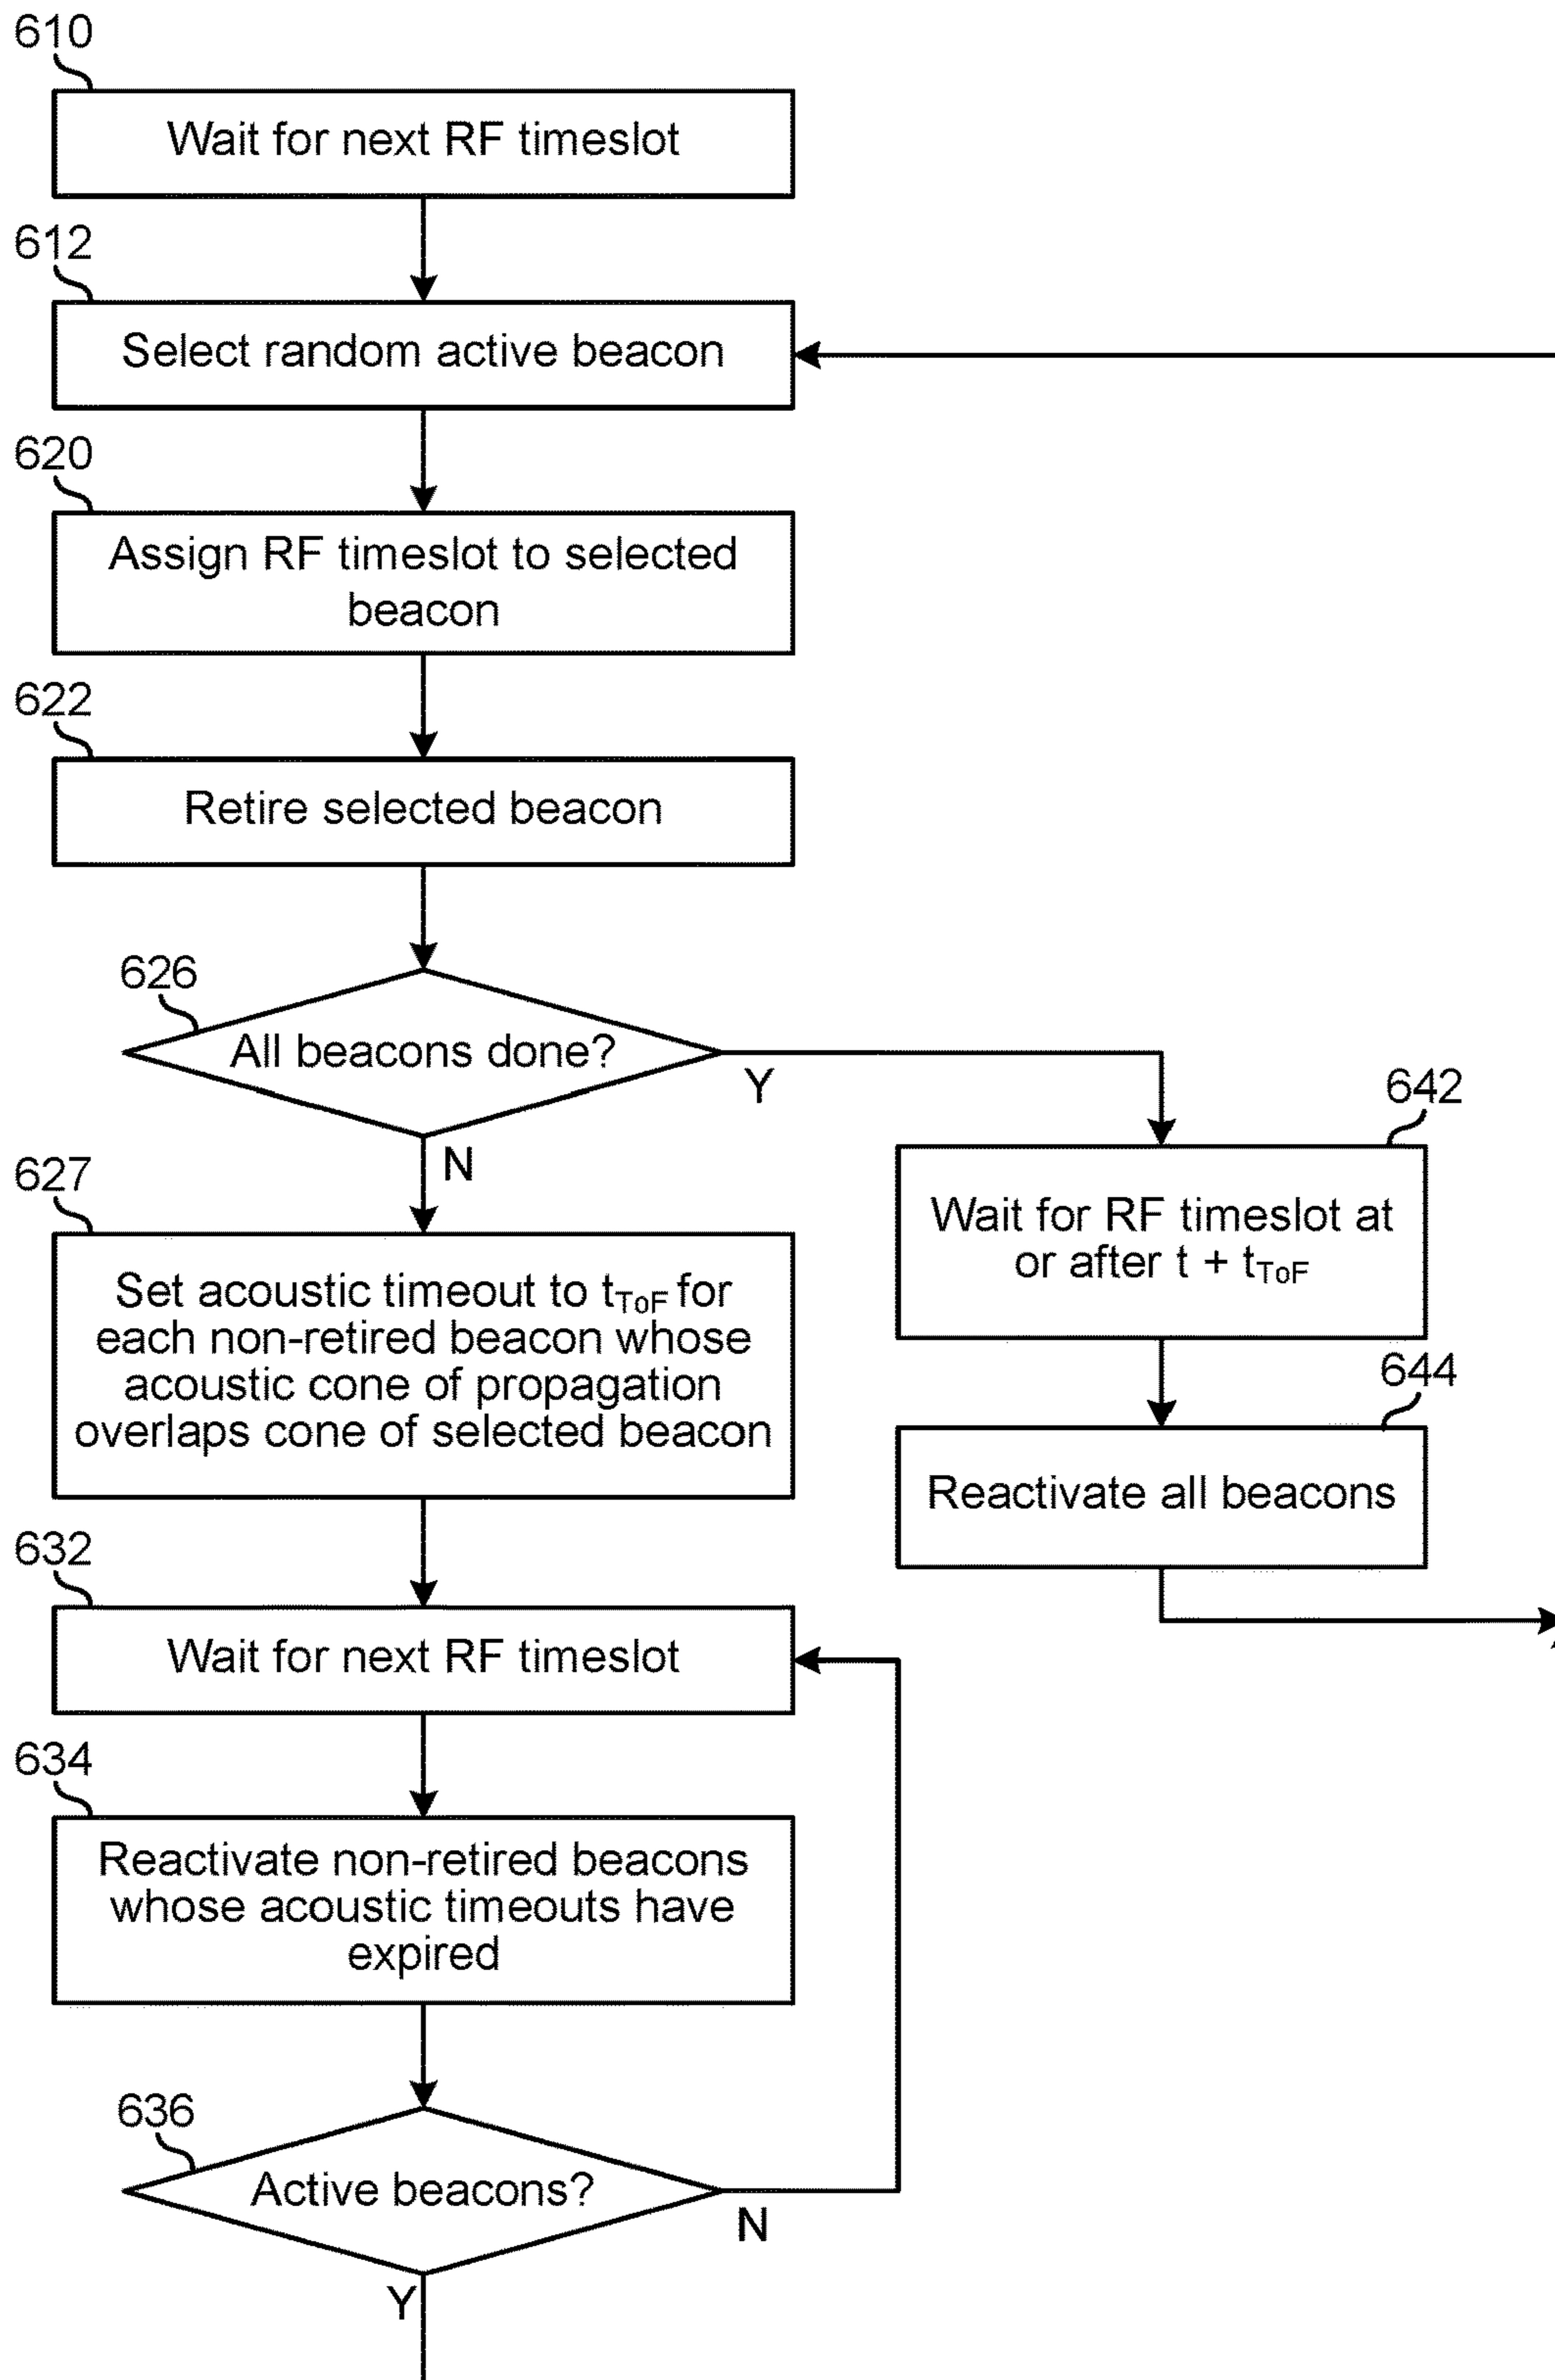 610
Wait for next RF timeslot
612
Select random active beacon
620
Assign RF timeslot to selected
beacon
622
Retire selected beacon
626
All beacons done?
Y
N
642
Wait for RF timeslot at
or after t + tToF
627
Set acoustic timeout to tToF for
each non-retired beacon whose
acoustic cone of propagation
overlaps cone of selected beacon
644
Reactivate all beacons
632
Wait for next RF timeslot
634
Reactivate non-retired beacons
whose acoustic timeouts have
expired
636
Active beacons?
N
Y